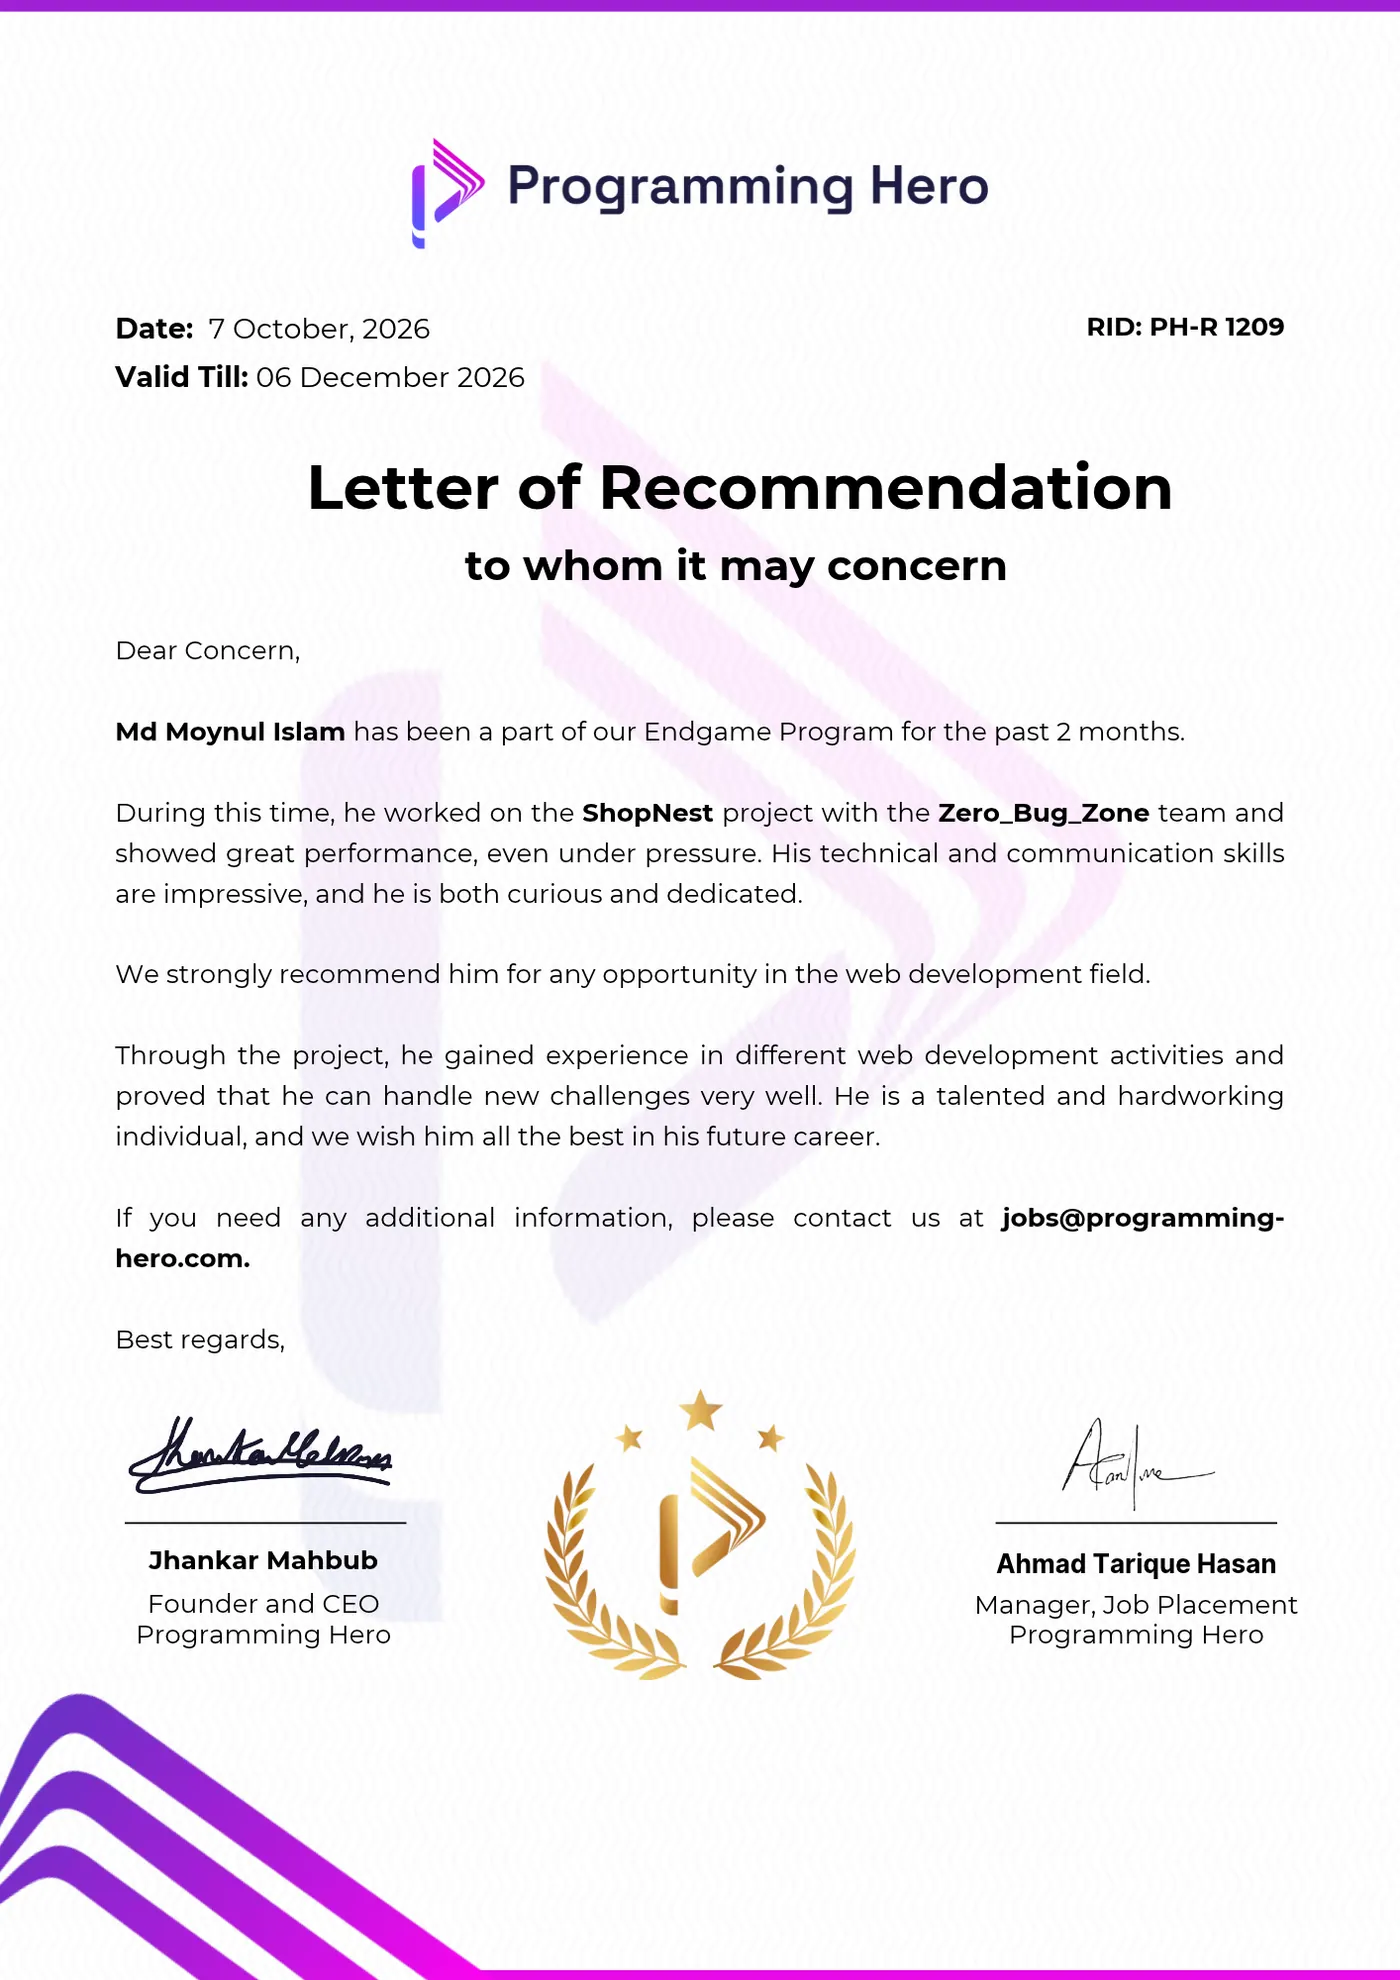 Programming Hero
Date: 7 October, 2026
RID: PH-R 1209
Valid Till: 06 December 2026
Letter of Recommendation
to whom it may concern
Dear Concern,
Md Moynul Islam has been a part of our Endgame Program for the past 2 months.
During this time, he worked on the ShopNest project with the Zero_Bug_Zone team and
showed great performance, even under pressure. His technical and communication skills
are impressive, and he is both curious and dedicated.
We strongly recommend him for any opportunity in the web development field.
Through the project, he gained experience in different web development activities and
proved that he can handle new challenges very well. He is a talented and hardworking
individual, and we wish him all the best in his future career.
If you need any additional information, please contact us at jobs@programming-
hero.com.
Best regards,
Jhankar Mahbub
Jhankar Mahbub
Founder and CEO
Programming Hero
Ahmad Tarique Hasan
Manager, Job Placement
Programming Hero